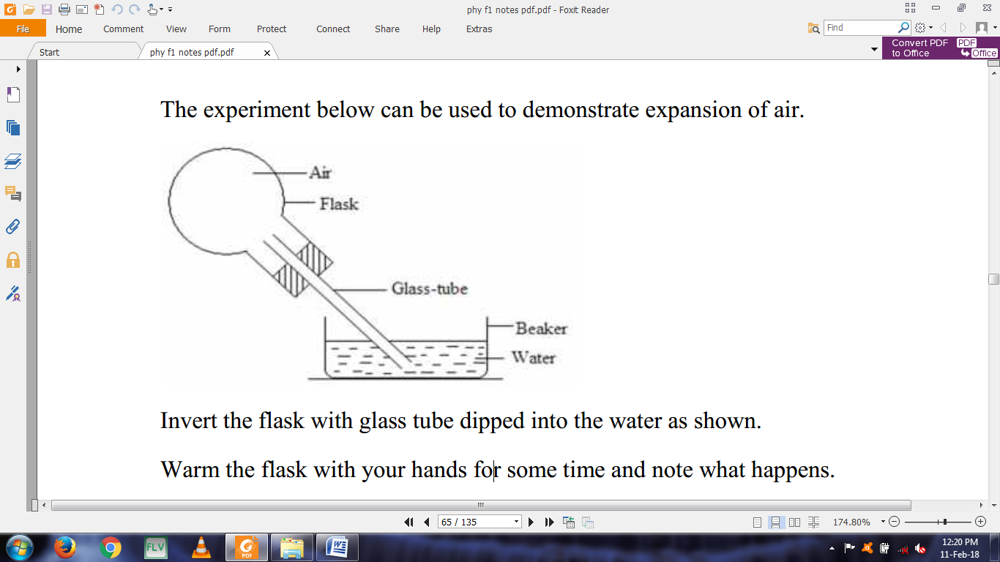 phy f1 notes pdf.pdf - Foxit Reader
File Home Comment View Form Protect Connect Share Help Extras
Find
Start
phy f1 notes pdf.pdf
Convert PDF PDF
to Office Office
The experiment below can be used to demonstrate expansion of air.
Air
Flask
Glass-tube
Beaker
Water
Invert the flask with glass tube dipped into the water as shown.
Warm the flask with your hands for some time and note what happens.
65 / 135
174.80%
FLV
PDF
12:20 PM
11-Feb-18